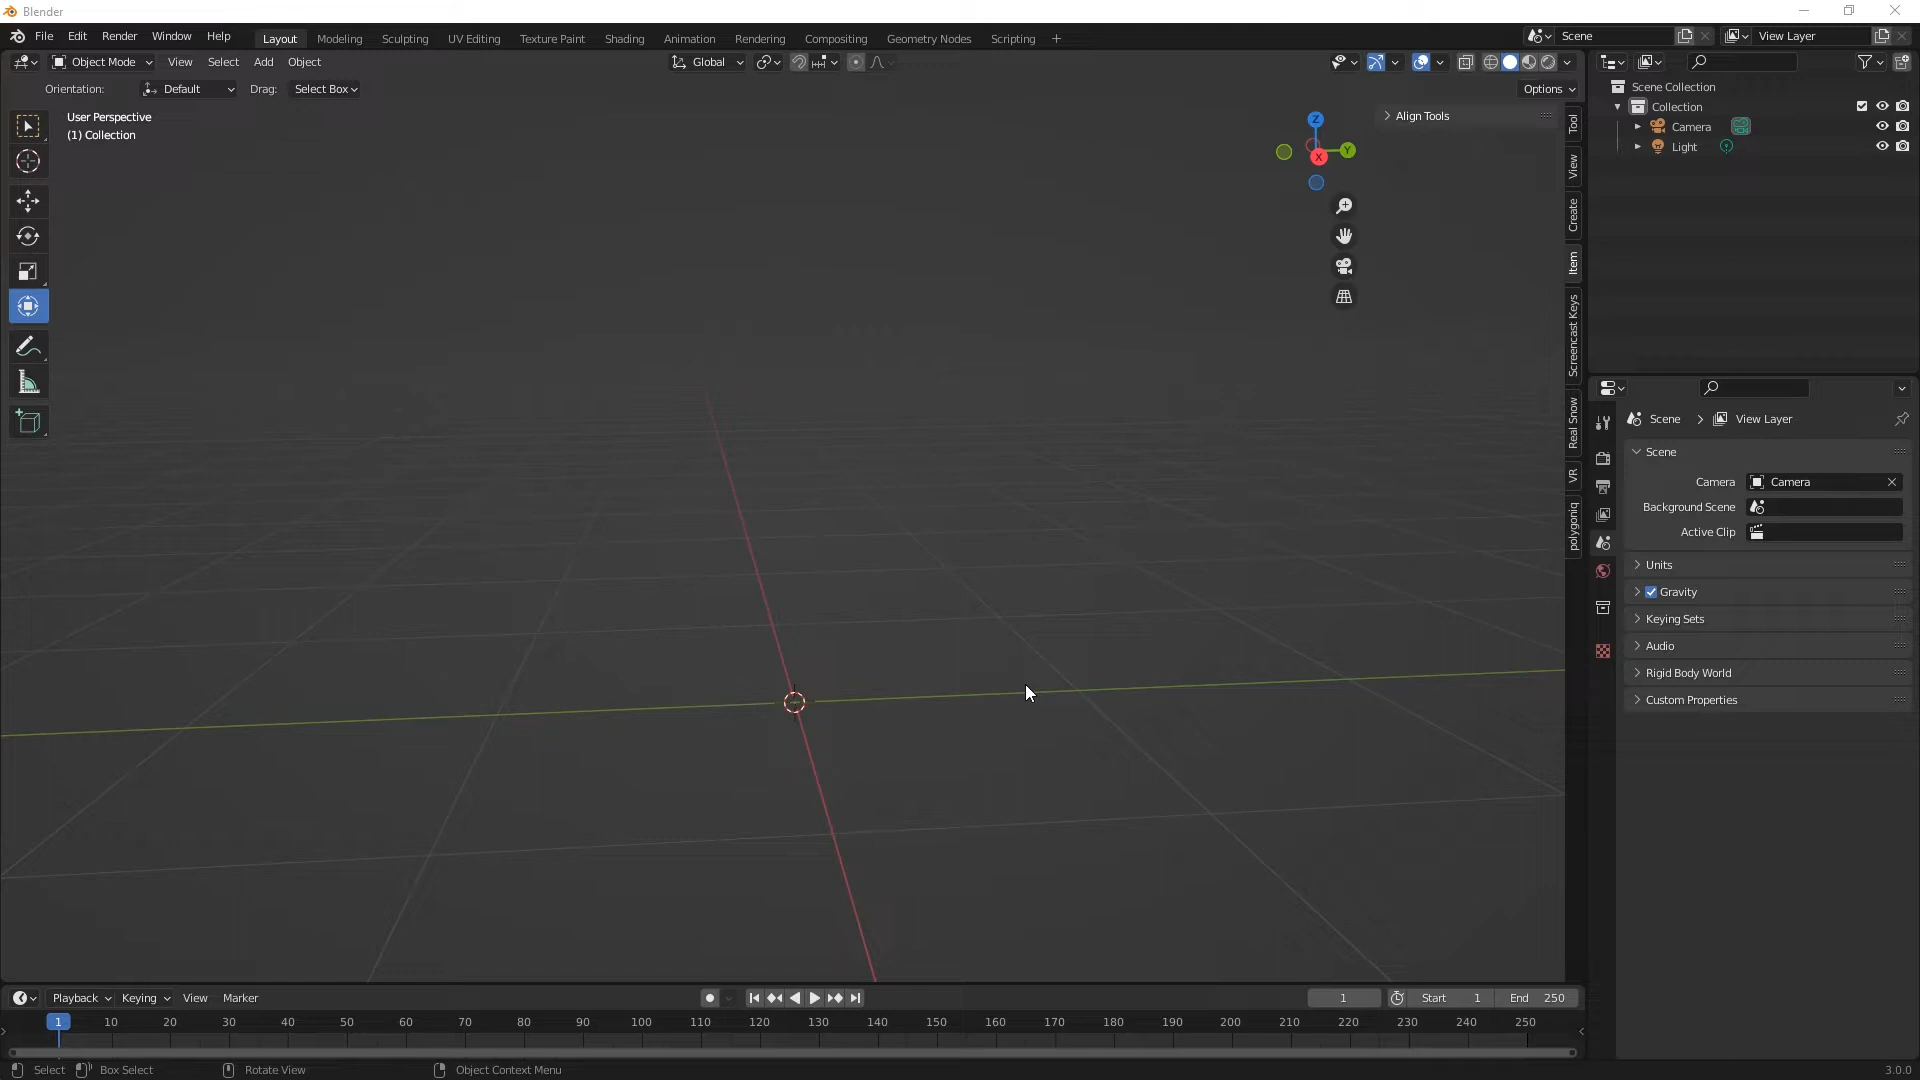 Blender
File Edit Render Window Help Layout Modeling Sculpting UV Editing Texture Paint Shading Animation Rendering Compositing Geometry Nodes Scripting + Scene View Layer
Object Mode View Select Add Object Global
Orientation: Default Drag: Select Box Options
User Perspective
(1) Collection
Z
Y
X
Align Tools
Tool
View
Create
Item
Screencast Keys
Real Snow
VR
polygoniq
Scene Collection
Collection
Camera
Light
Scene > View Layer
Scene
Camera Camera
Background Scene
Active Clip
Units
Gravity
Keying Sets
Audio
Rigid Body World
Custom Properties
Playback Keying View Marker 1 Start 1 End 250
1 10 20 30 40 50 60 70 80 90 100 110 120 130 140 150 160 170 180 190 200 210 220 230 240 250
Select Box Select Rotate View Object Context Menu 3.0.0